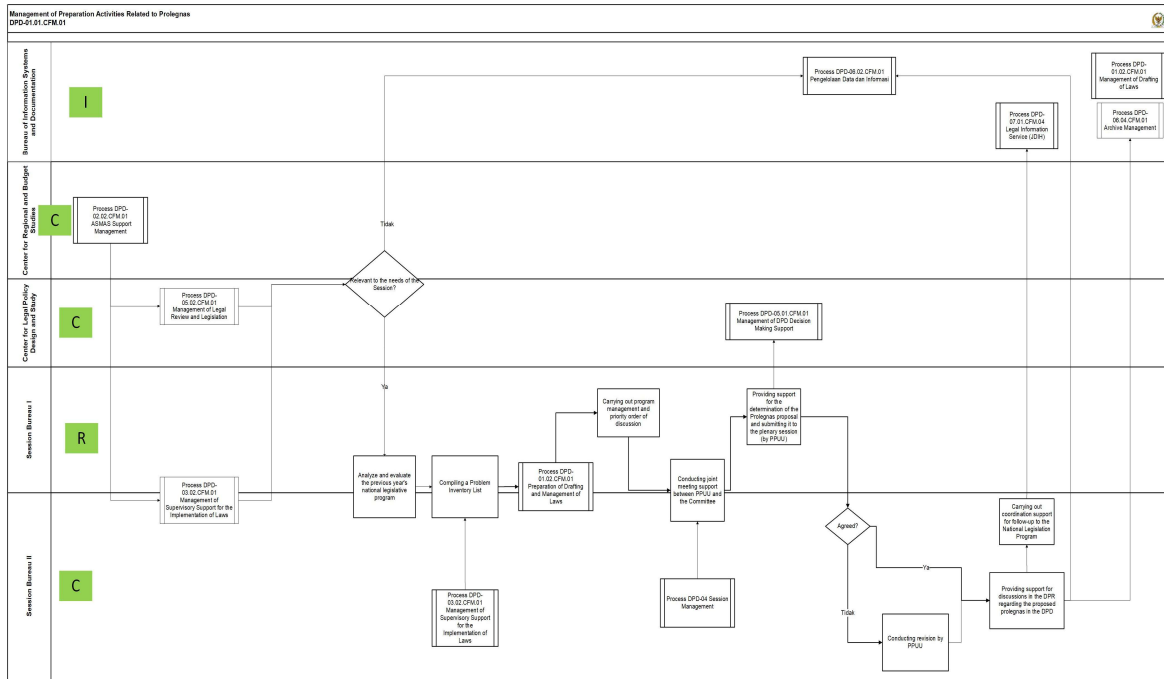 Management of Preparation Activities Related to Prolegnas
DPD-01.01.CFM.01
Bureau of Information Systems
and Documentation
I
Process DPD-06.02.CFM.01
Pengelolaan Data dan Informasi
Process DPD-
01.02.CFM.01
Management of Drafting
of Laws
Process DPD-
07.01.CFM.04
Legal Information
Service (JDIH)
Process DPD-
06.04.CFM.01
Archive Management
Center for Regional and Budget
Studies
C
Process DPD-
02.02.CFM.01
ASMAS Support
Management
Tidak
Relevant to the needs of the
Session?
Center for Legal Policy
Design and Study
C
Process DPD-
05.02.CFM.01
Management of Legal
Review and Legislation
Process DPD-05.01.CFM.01
Management of DPD Decision
Making Support
Ya
Session Bureau I
R
Carrying out program
management and
priority order of
discussion
Providing support
for the
determination of the
Prolegnas proposal
and submitting it to
the plenary session
(by PPUU)
Analyze and evaluate
the previous year's
national legislative
program
Compiling a Problem
Inventory List
Process DPD-
01.02.CFM.01
Preparation of Drafting
and Management of
Laws
Conducting joint
meeting support
between PPUU and
the Committee
Process DPD-
03.02.CFM.01
Management of
Supervisory Support for the
Implementation of Laws
Session Bureau II
C
Agreed?
Carrying out
coordination support
for follow-up to the
National Legislation
Program
Ya
Process DPD-
03.02.CFM.01
Management of
Supervisory Support
for the
Implementation of
Laws
Process DPD-04 Session
Management
Tidak
Providing support for
discussions in the DPR
regarding the proposed
prolegnas in the DPD
Conducting revision by
PPUU